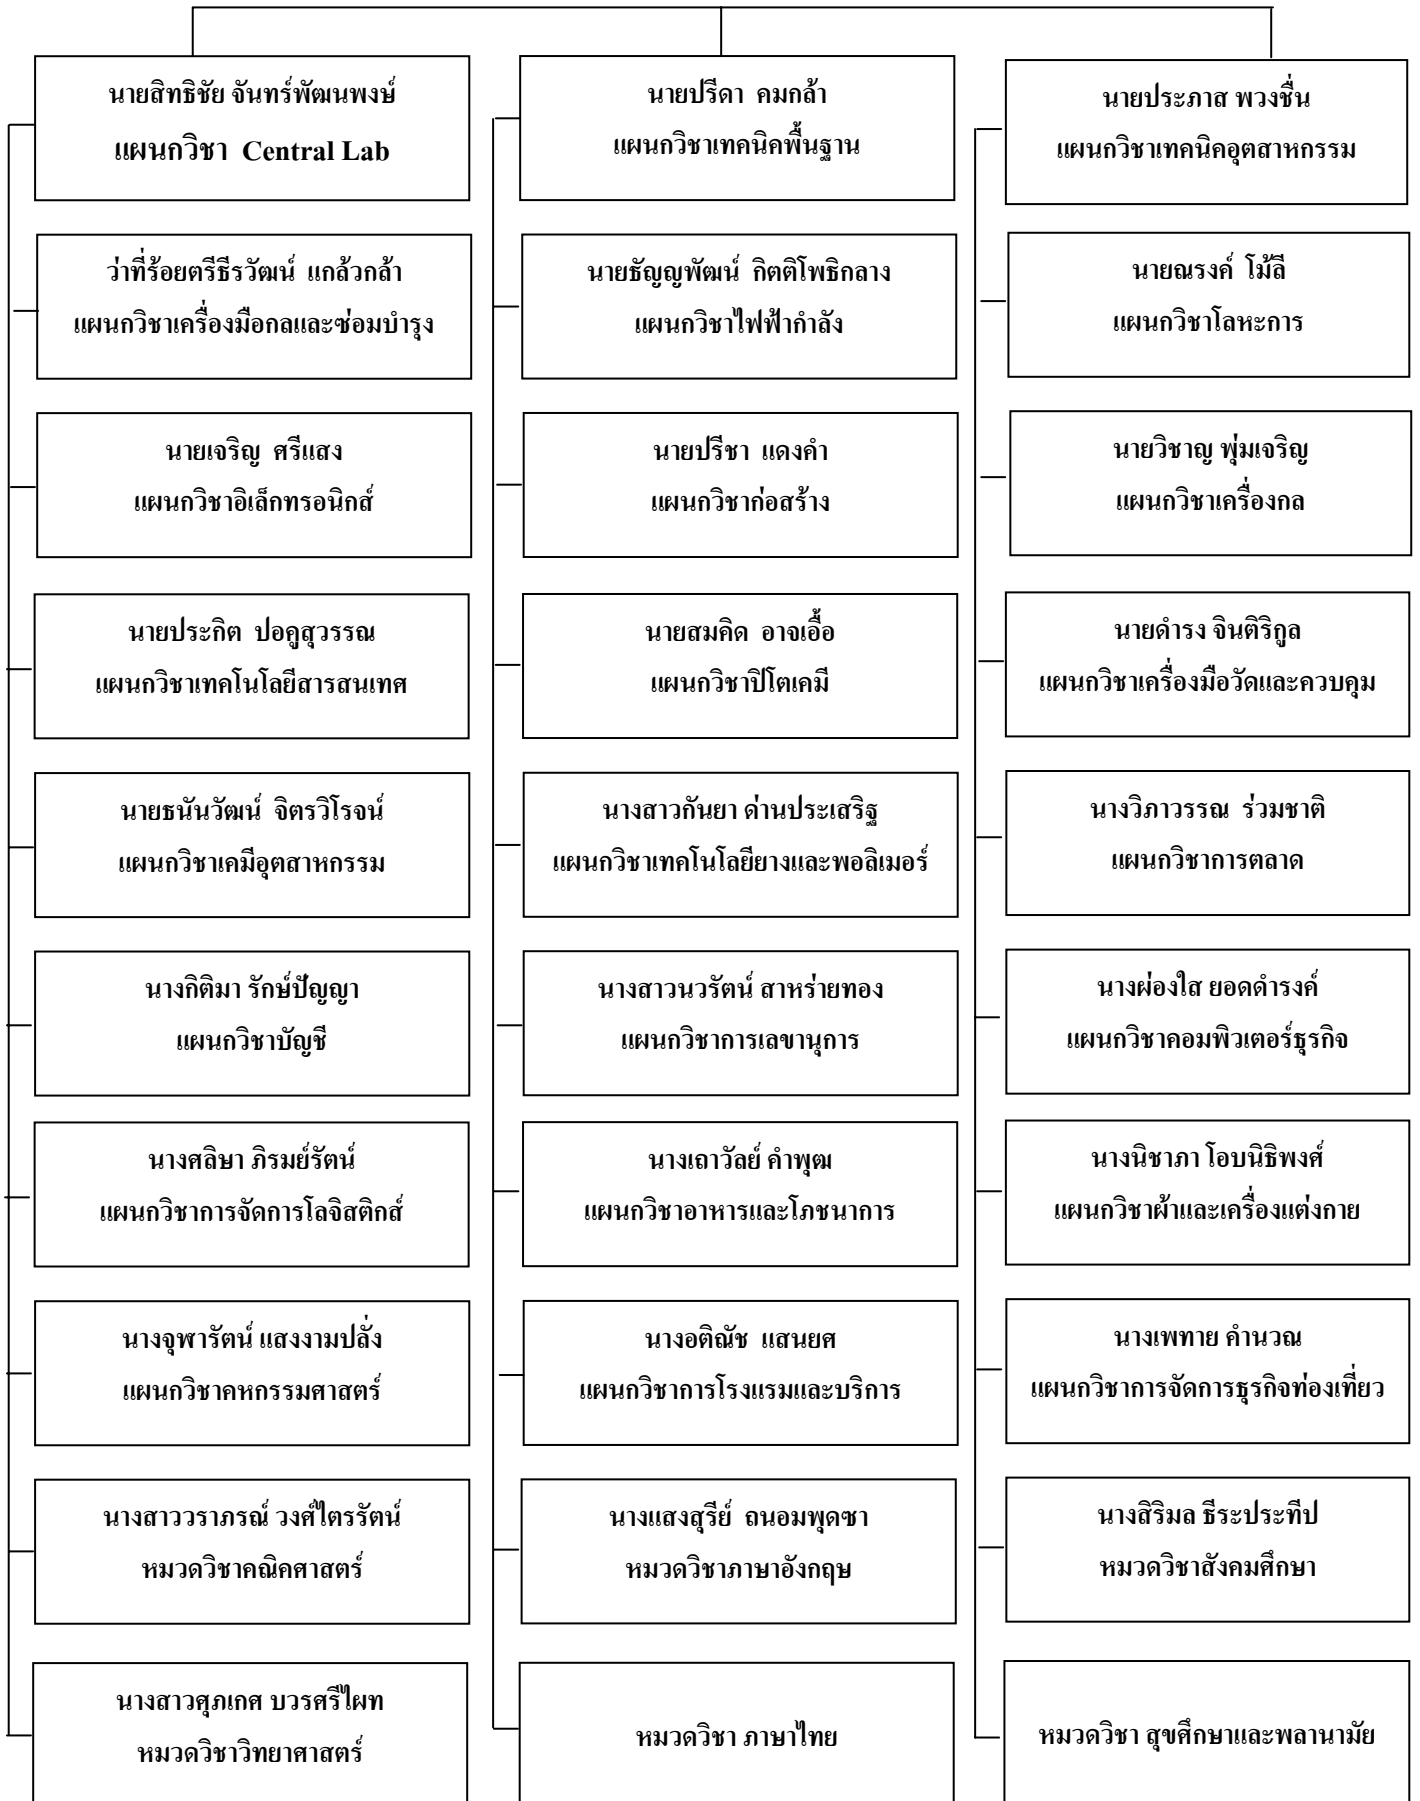 นายสิทธิชัย จันทร์พัฒนพงษ์
แผนกวิชา Central Lab
นายปรีดา คมกล้า
แผนกวิชาเทคนิคพื้นฐาน
นายประภาส พวงชื่น
แผนกวิชาเทคนิคอุตสาหกรรม
ว่าที่ร้อยตรีธีรวัฒน์ แกล้วกล้า
แผนกวิชาเครื่องมือกลและซ่อมบำรุง
นายธัญญพัฒน์ กิตติโพธิกลาง
แผนกวิชาไฟฟ้ากำลัง
นายณรงค์ โม้ลี
แผนกวิชาโลหะการ
นายเจริญ ศรีแสง
แผนกวิชาอิเล็กทรอนิกส์
นายปรีชา แดงคำ
แผนกวิชาก่อสร้าง
นายวิชาญ พุ่มเจริญ
แผนกวิชาเครื่องกล
นายประกิต ปอคูสุวรรณ
แผนกวิชาเทคโนโลยีสารสนเทศ
นายสมคิด อาจเอื้อ
แผนกวิชาปิโตเคมี
นายดำรง จินติริกูล
แผนกวิชาเครื่องมือวัดและควบคุม
นายธนันวัฒน์ จิตรวิโรจน์
แผนกวิชาเคมีอุตสาหกรรม
นางสาวกันยา ด่านประเสริฐ
แผนกวิชาเทคโนโลยียางและพอลิเมอร์
นางวิภาวรรณ ร่วมชาติ
แผนกวิชาการตลาด
นางกิติมา รักษ์ปัญญา
แผนกวิชาบัญชี
นางสาวนวรัตน์ สาหร่ายทอง
แผนกวิชาการเลขานุการ
นางผ่องใส ยอดดำรงค์
แผนกวิชาคอมพิวเตอร์ธุรกิจ
นางศลิษา ภิรมย์รัตน์
แผนกวิชาการจัดการโลจิสติกส์
นางเถาวัลย์ คำพุฒ
แผนกวิชาอาหารและโภชนาการ
นางนิชาภา โอบนิธิพงศ์
แผนกวิชาผ้าและเครื่องแต่งกาย
นางจุฬารัตน์ แสงงามปลั่ง
แผนกวิชาคหกรรมศาสตร์
นางอติณัช แสนยศ
แผนกวิชาการโรงแรมและบริการ
นางเพทาย คำนวณ
แผนกวิชาการจัดการธุรกิจท่องเที่ยว
นางสาววราภรณ์ วงศ์ไตรรัตน์
หมวดวิชาคณิคศาสตร์
นางแสงสุรีย์ ถนอมพุดซา
หมวดวิชาภาษาอังกฤษ
นางสิริมล ธีระประทีป
หมวดวิชาสังคมศึกษา
นางสาวศุภเกศ บวรศรีไผท
หมวดวิชาวิทยาศาสตร์
หมวดวิชา ภาษาไทย
หมวดวิชา สุขศึกษาและพลานามัย